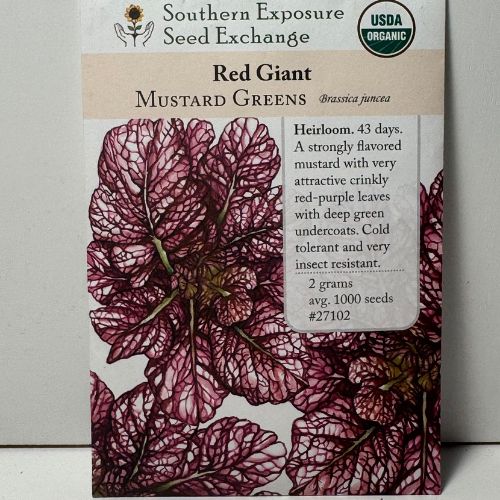 Southern Exposure
Seed Exchange
USDA
ORGANIC
Red Giant
MUSTARD GREENS Brassica juncea
Heirloom. 43 days.
A strongly flavored
mustard with very
attractive crinkly
red-purple leaves
with deep green
undercoats. Cold
tolerant and very
insect resistant.
2 grams
avg. 1000 seeds
#27102